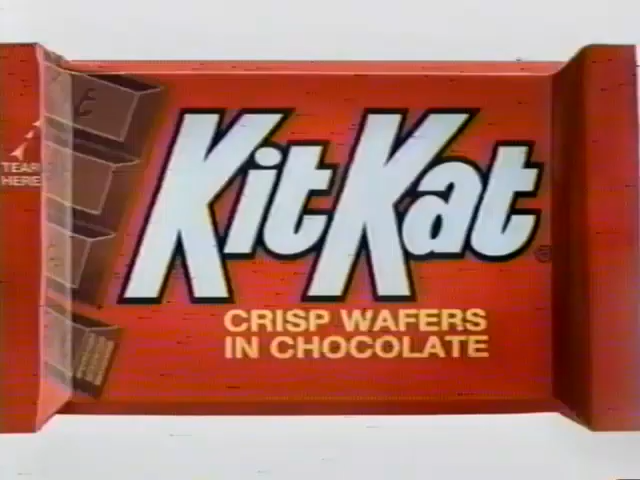 TEAR
HERE
KitKat
®
CRISP WAFERS
IN CHOCOLATE